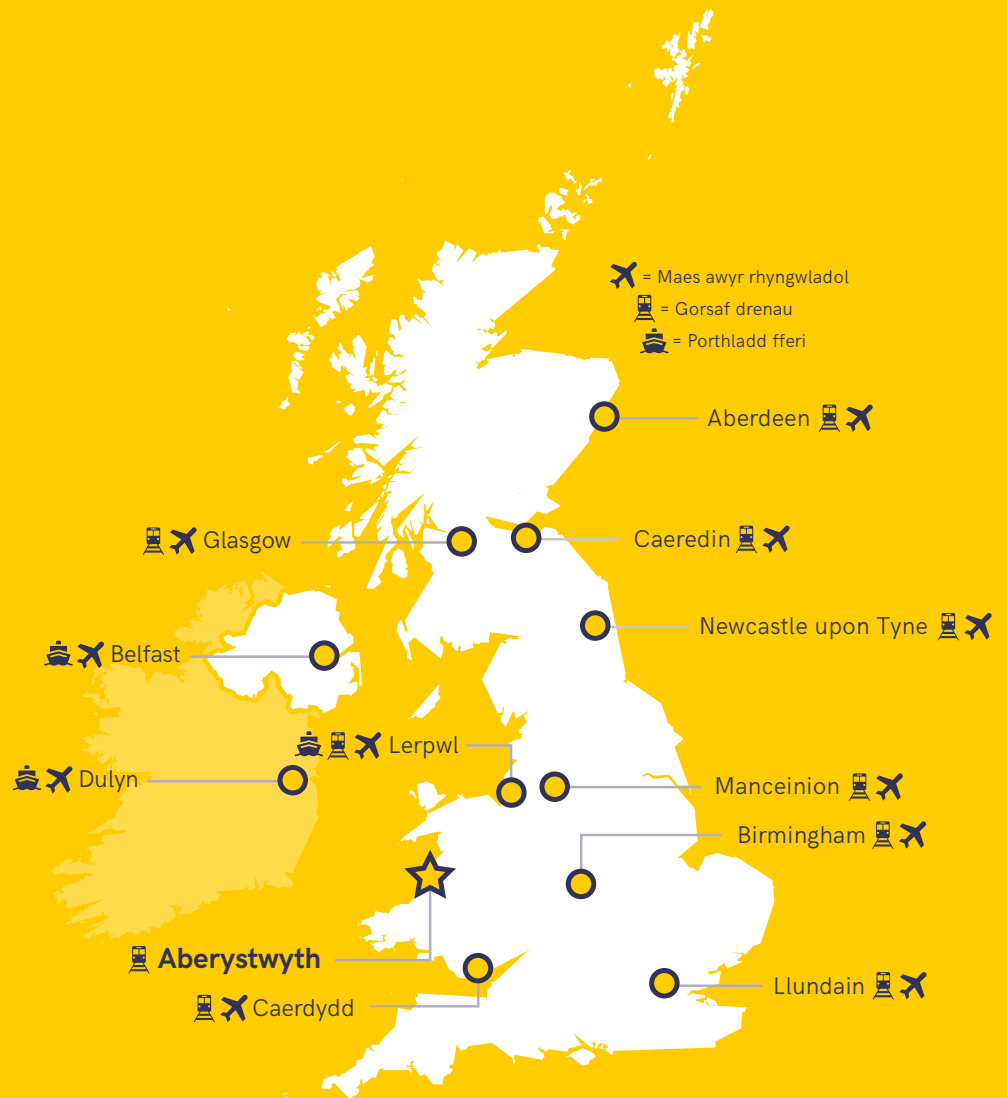 = Maes awyr rhyngwladol
= Gorsaf drenau
= Porthladd fferi
Aberdeen
Glasgow
Caeredin
Newcastle upon Tyne
Belfast
Lerpwl
Dulyn
Manceinion
Birmingham
Aberystwyth
Llundain
Caerdydd